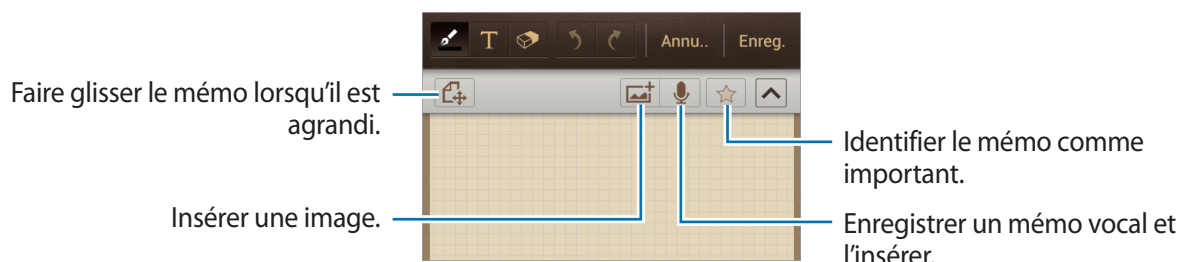 T
Annu..
Enreg.
Faire glisser le mémo lorsqu'il est
agrandi.
Insérer une image.
Identifier le mémo comme
important.
Enregistrer un mémo vocal et
l'insérer.